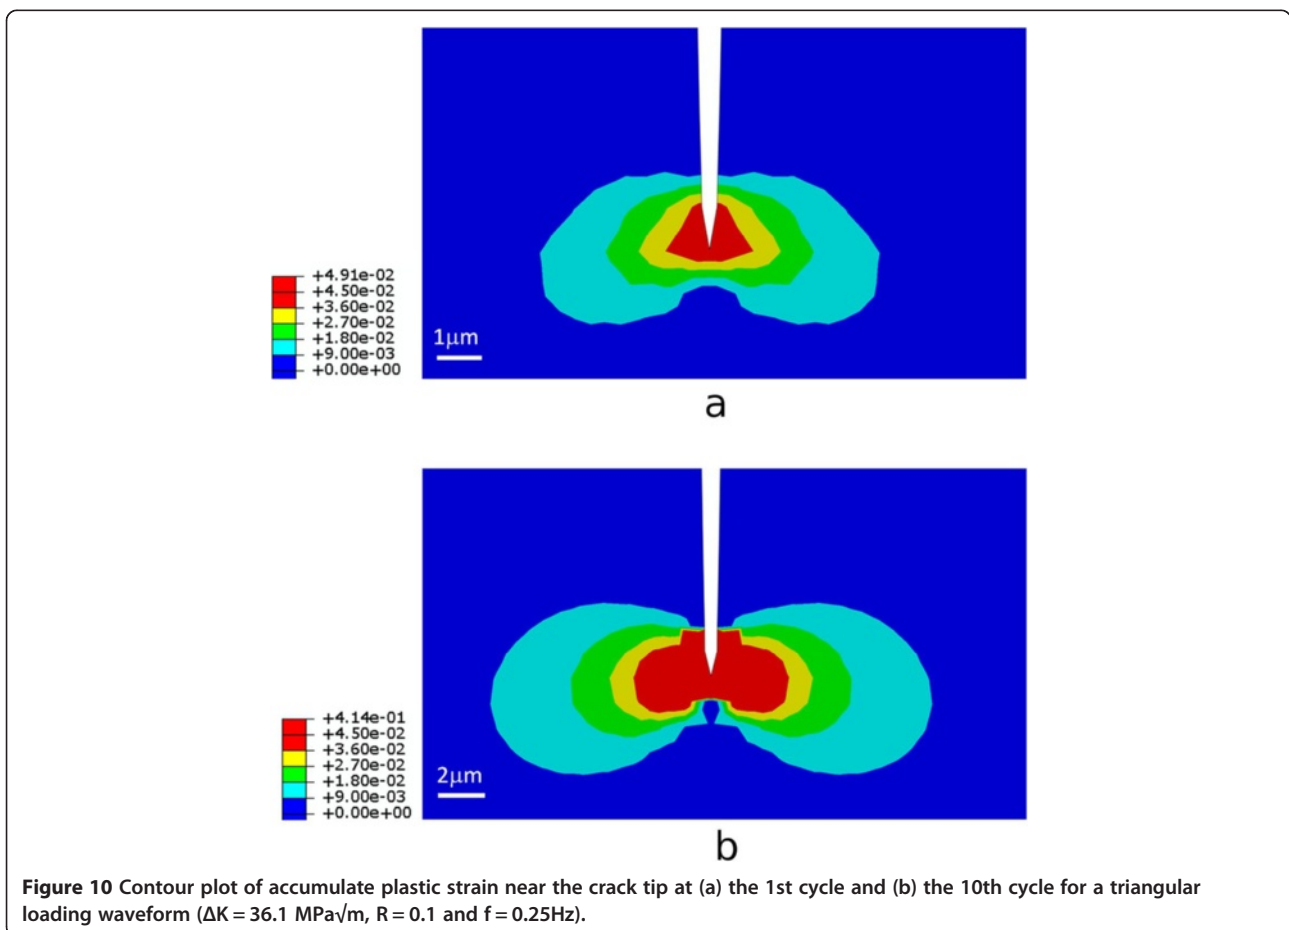 +4.91e-02
+4.50e-02
+3.60e-02
+2.70e-02
+1.80e-02
+9.00e-03
+0.00e+00
1μm
a
+4.14e-01
+4.50e-02
+3.60e-02
+2.70e-02
+1.80e-02
+9.00e-03
+0.00e+00
2μm
b
Figure 10 Contour plot of accumulate plastic strain near the crack tip at (a) the 1st cycle and (b) the 10th cycle for a triangular
loading waveform (ΔK = 36.1 MPa√m, R = 0.1 and f = 0.25Hz).